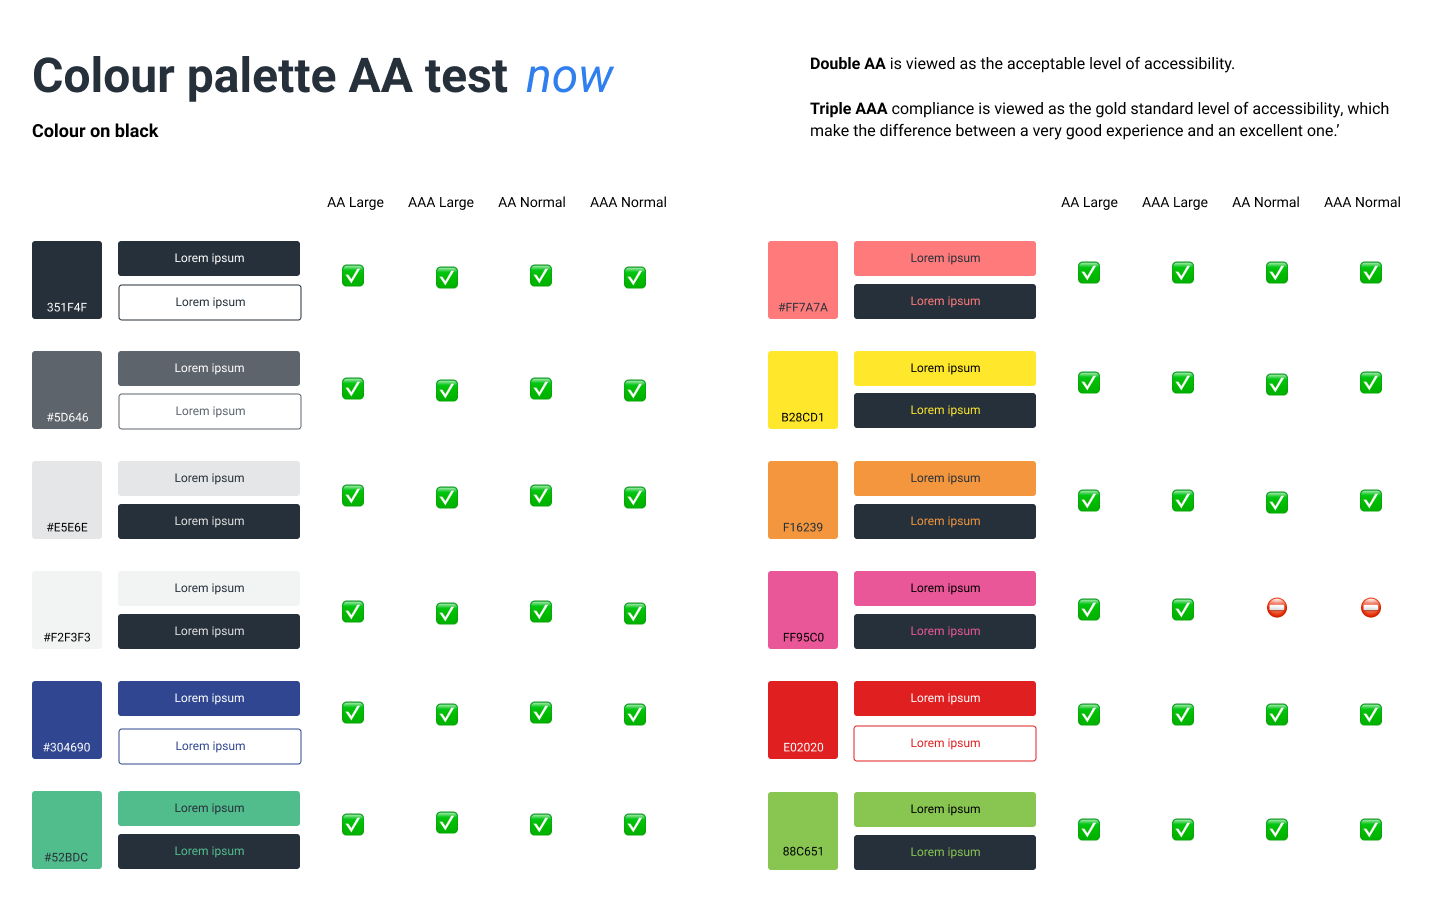 Colour palette AA test now
Colour on black
Double AA is viewed as the acceptable level of accessibility.
Triple AAA compliance is viewed as the gold standard level of accessibility, which
make the difference between a very good experience and an excellent one.’
AA Large AAA Large AA Normal AAA Normal
Lorem ipsum
Lorem ipsum
351F4F
Lorem ipsum
Lorem ipsum
#5D646
Lorem ipsum
Lorem ipsum
#E5E6E
Lorem ipsum
Lorem ipsum
#F2F3F3
Lorem ipsum
Lorem ipsum
#304690
Lorem ipsum
Lorem ipsum
#52BDC
AA Large AAA Large AA Normal AAA Normal
Lorem ipsum
Lorem ipsum
#FF7A7A
Lorem ipsum
Lorem ipsum
B28CD1
Lorem ipsum
Lorem ipsum
F16239
Lorem ipsum
Lorem ipsum
FF95C0
Lorem ipsum
Lorem ipsum
E02020
Lorem ipsum
Lorem ipsum
88C651